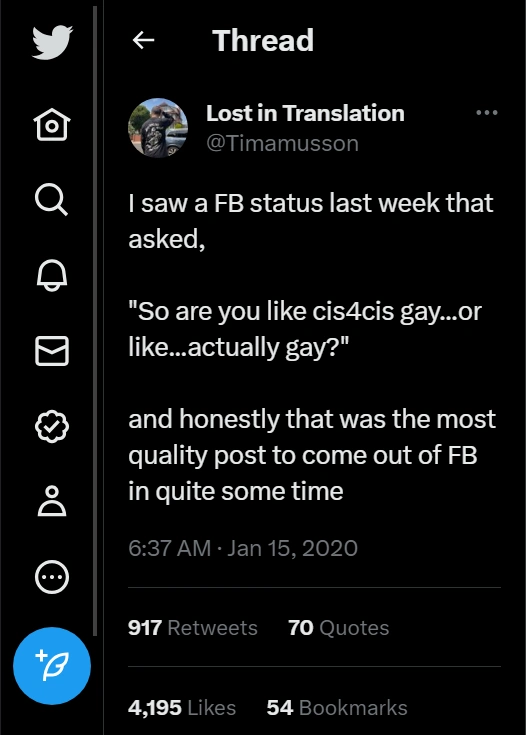 Thread
Lost in Translation
@Timamusson
I saw a FB status last week that
asked,
"So are you like cis4cis gay...or
like...actually gay?"
and honestly that was the most
quality post to come out of FB
in quite some time
6:37 AM · Jan 15, 2020
917 Retweets 70 Quotes
4,195 Likes 54 Bookmarks